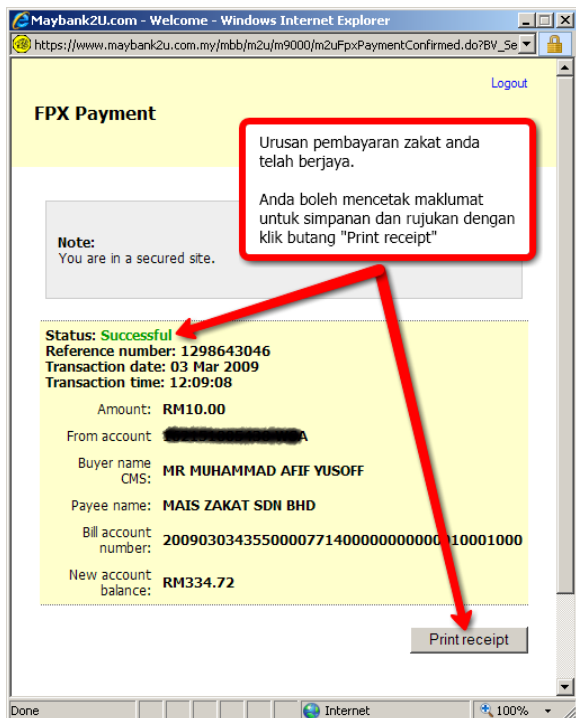 Maybank2U.com - Welcome - Windows Internet Explorer
https://www.maybank2u.com.my/mbb/m2u/m9000/m2uFpxPaymentConfirmed.do?BV_Se
Logout
FPX Payment
Urusan pembayaran zakat anda
telah berjaya.
Anda boleh mencetak maklumat
untuk simpanan dan rujukan dengan
klik butang "Print receipt"
Note:
You are in a secured site.
Status: Successful
Reference number: 1298643046
Transaction date: 03 Mar 2009
Transaction time: 12:09:08
Amount: RM10.00
From account
Buyer name
CMS: MR MUHAMMAD AFIF YUSOFF
Payee name: MAIS ZAKAT SDN BHD
Bill account
number:
New account
balance: RM334.72
Print receipt
Done
Internet
100%